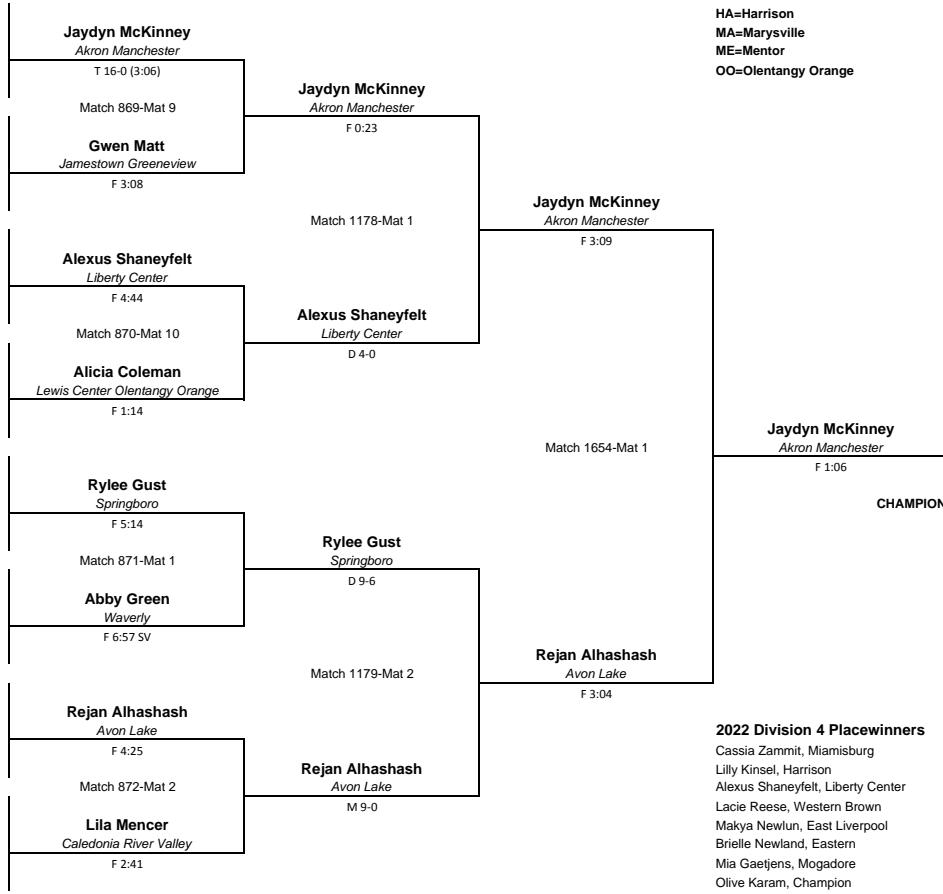 HA=Harrison
MA=Marysville
ME=Mentor
OO=Olentangy Orange
Jaydyn McKinney
Akron Manchester
T 16-0 (3:06)
Match 869-Mat 9
Gwen Matt
Jamestown Greeneview
F 3:08
Alexus Shaneyfelt
Liberty Center
F 4:44
Match 870-Mat 10
Alicia Coleman
Lewis Center Olentangy Orange
F 1:14
Rylee Gust
Springboro
F 5:14
Match 871-Mat 1
Abby Green
Waverly
F 6:57 SV
Rejan Alhashash
Avon Lake
F 4:25
Match 872-Mat 2
Lila Mencer
Caledonia River Valley
F 2:41
Jaydyn McKinney
Akron Manchester
F 0:23
Match 1178-Mat 1
Alexus Shaneyfelt
Liberty Center
D 4-0
Rylee Gust
Springboro
D 9-6
Match 1179-Mat 2
Rejan Alhashash
Avon Lake
M 9-0
Jaydyn McKinney
Akron Manchester
F 3:09
Match 1654-Mat 1
Rejan Alhashash
Avon Lake
F 3:04
Jaydyn McKinney
Akron Manchester
F 1:06
CHAMPION
2022 Division 4 Placewinners
Cassia Zammit, Miamisburg
Lilly Kinsel, Harrison
Alexus Shaneyfelt, Liberty Center
Lacie Reese, Western Brown
Makya Newlun, East Liverpool
Brielle Newland, Eastern
Mia Gaetjens, Mogadore
Olive Karam, Champion